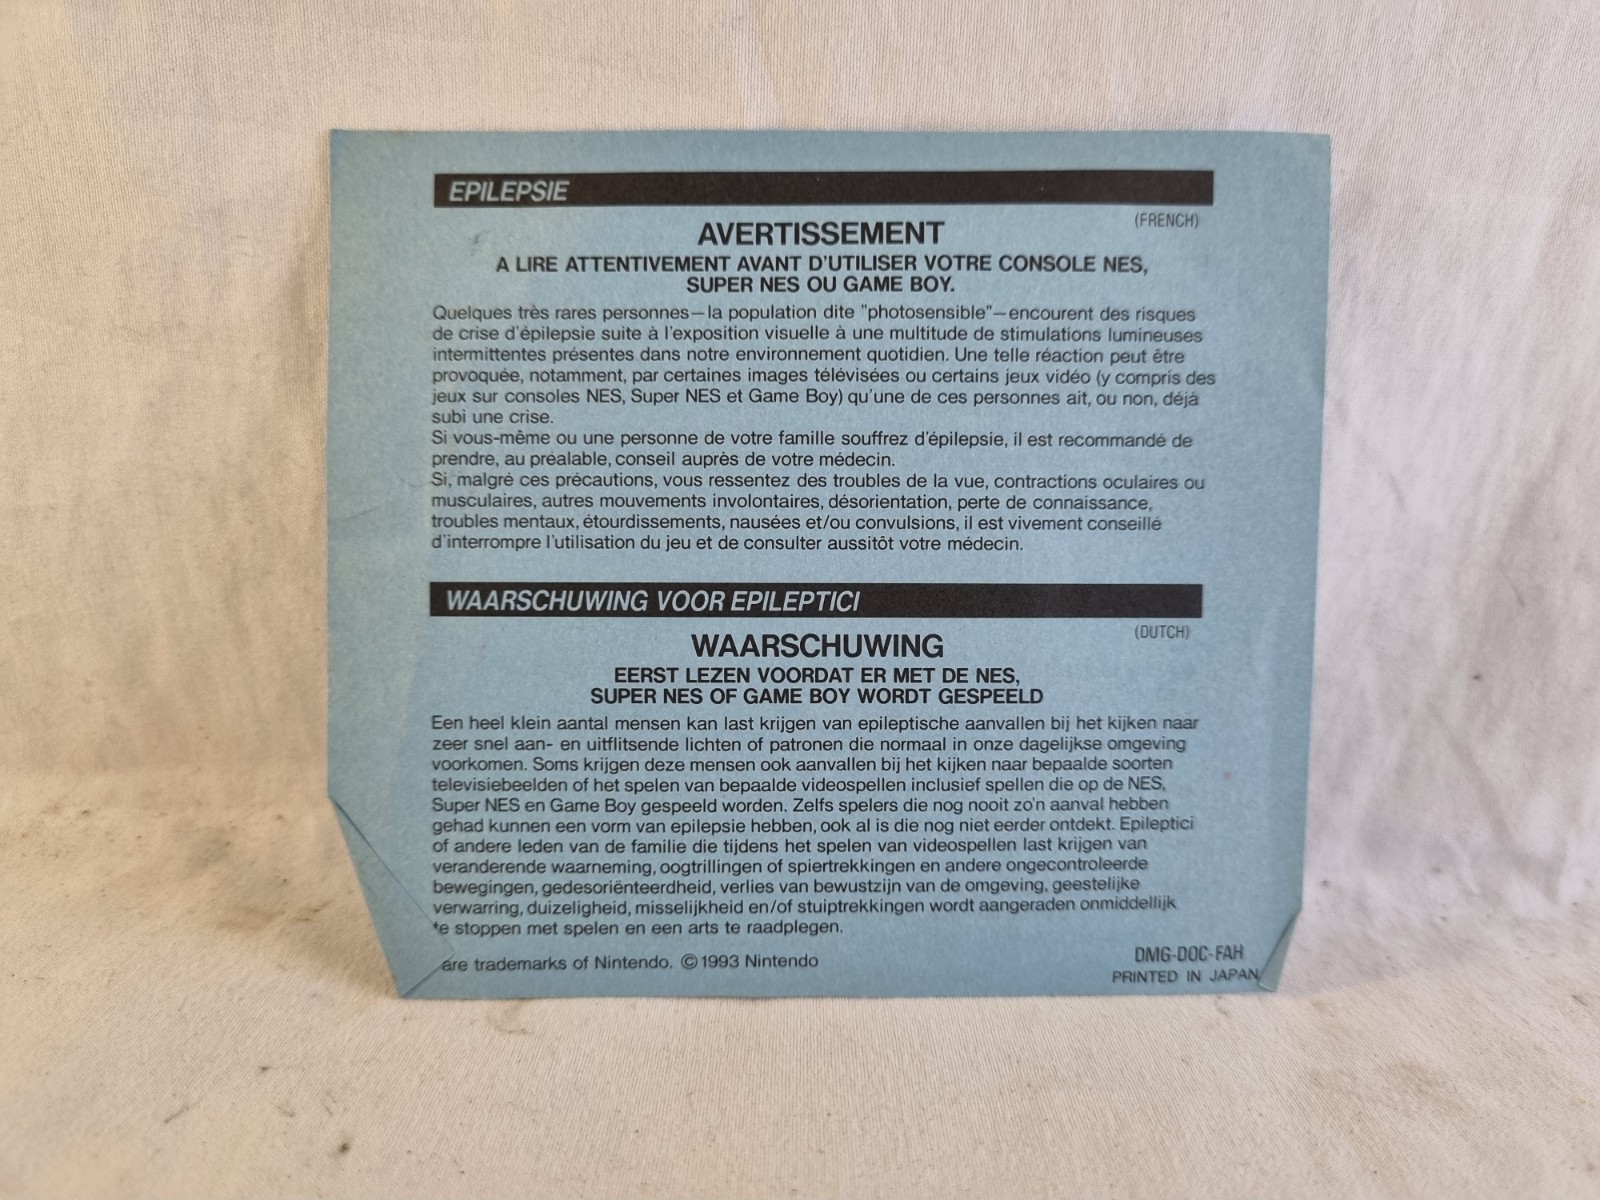 EPILEPSIE
(FRENCH)
AVERTISSEMENT
A LIRE ATTENTIVEMENT AVANT D'UTILISER VOTRE CONSOLE NES,
SUPER NES OU GAME BOY.
Quelques très rares personnes—la population dite "photosensible"—encourent des risques
de crise d'épilepsie suite à l'exposition visuelle à une multitude de stimulations lumineuses
intermittentes présentes dans notre environnement quotidien. Une telle réaction peut être
provoquée, notamment, par certaines images télévisées ou certains jeux vidéo (y compris des
jeux sur consoles NES, Super NES et Game Boy) qu'une de ces personnes ait, ou non, déjà
subi une crise.
Si vous-même ou une personne de votre famille souffrez d'épilepsie, il est recommandé de
prendre, au préalable, conseil auprès de votre médecin.
Si, malgré ces précautions, vous ressentez des troubles de la vue, contractions oculaires ou
musculaires, autres mouvements involontaires, désorientation, perte de connaissance,
troubles mentaux, étourdissements, nausées et/ou convulsions, il est vivement conseillé
d'interrompre l'utilisation du jeu et de consulter aussitôt votre médecin.
WAARSCHUWING VOOR EPILEPTICI
(DUTCH)
WAARSCHUWING
EERST LEZEN VOORDAT ER MET DE NES,
SUPER NES OF GAME BOY WORDT GESPEELD
Een heel klein aantal mensen kan last krijgen van epileptische aanvallen bij het kijken naar
zeer snel aan- en uitflitsende lichten of patronen die normaal in onze dagelijkse omgeving
voorkomen. Soms krijgen deze mensen ook aanvallen bij het kijken naar bepaalde soorten
televisiebeelden of het spelen van bepaalde videospellen inclusief spellen die op de NES,
Super NES en Game Boy gespeeld worden. Zelfs spelers die nog nooit zo'n aanval hebben
gehad kunnen een vorm van epilepsie hebben, ook al is die nog niet eerder ontdekt. Epileptici
of andere leden van de familie die tijdens het spelen van videospellen last krijgen van
veranderende waarneming, oogtrillingen of spiertrekkingen en andere ongecontroleerde
bewegingen, gedesoriënteerdheid, verlies van bewustzijn van de omgeving, geestelijke
verwarring, duizeligheid, misselijkheid en/of stuiptrekkingen wordt aangeraden onmiddellijk
te stoppen met spelen en een arts te raadplegen.
are trademarks of Nintendo. ©1993 Nintendo
DMG-DOC-FAH
PRINTED IN JAPAN